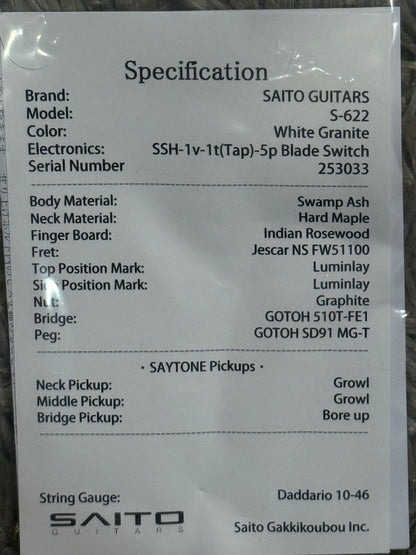 Specification
Brand: SAITO GUITARS
Model: S-622
Color: White Granite
Electronics: SSH-1v-1t(Tap)-5p Blade Switch
Serial Number 253033
Body Material: Swamp Ash
Neck Material: Hard Maple
Finger Board: Indian Rosewood
Fret: Jescar NS FW51100
Top Position Mark: Luminlay
Side Position Mark: Luminlay
Nut: Graphite
Bridge: GOTOH 510T-FE1
Peg: GOTOH SD91 MG-T
· SAYTONE Pickups ·
Neck Pickup: Growl
Middle Pickup: Growl
Bridge Pickup: Bore up
String Gauge: Daddario 10-46
SAITO
GUITARS
Saito Gakkikoubou Inc.